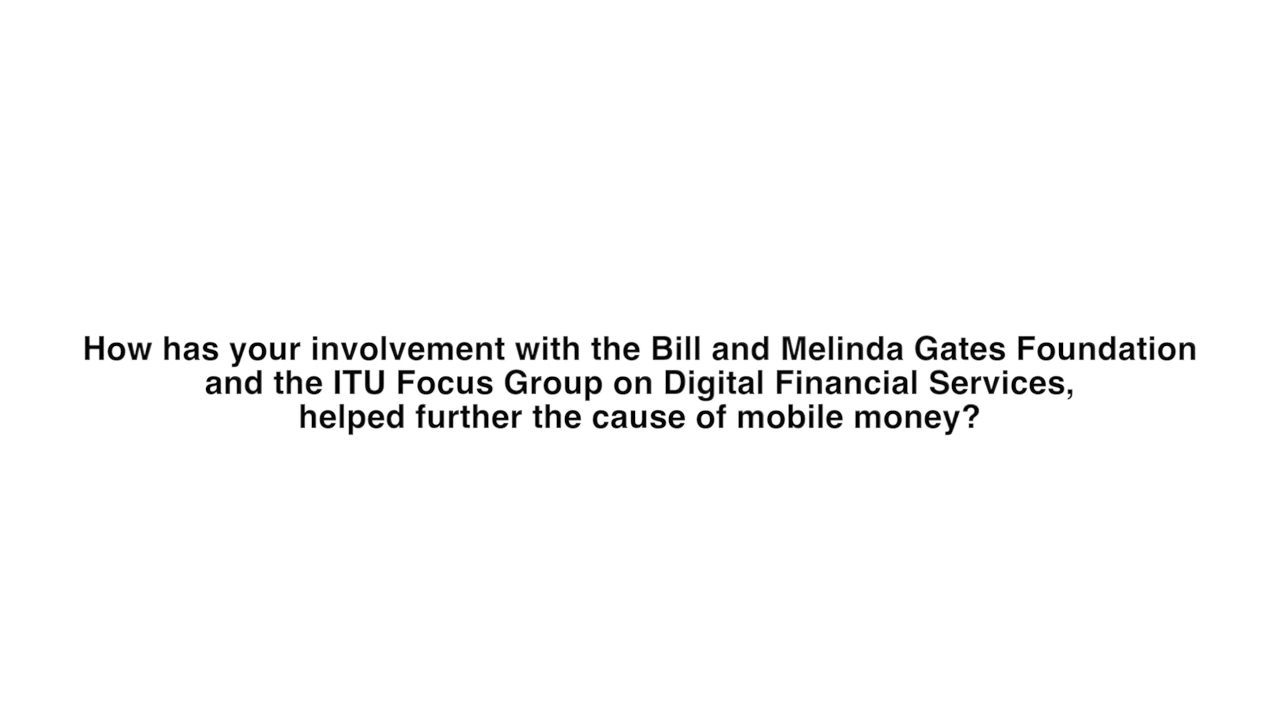 How has your involvement with the Bill and Melinda Gates Foundation
and the ITU Focus Group on Digital Financial Services,
helped further the cause of mobile money?